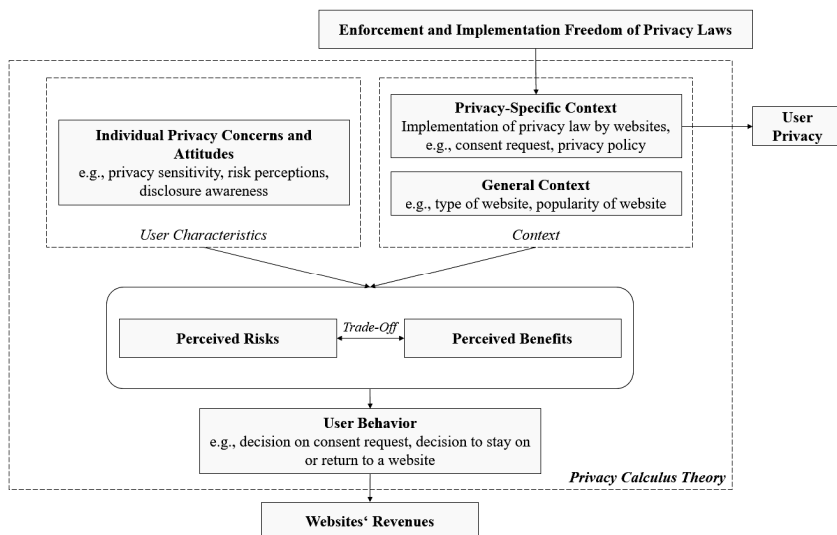 Enforcement and Implementation Freedom of Privacy Laws
Individual Privacy Concerns and
Attitudes
e.g., privacy sensitivity, risk perceptions,
disclosure awareness
User Characteristics
Privacy-Specific Context
Implementation of privacy law by websites,
e.g., consent request, privacy policy
General Context
e.g., type of website, popularity of website
Context
User
Privacy
Perceived Risks
Trade-Off
Perceived Benefits
User Behavior
e.g., decision on consent request, decision to stay on
or return to a website
Privacy Calculus Theory
Websites‘ Revenues